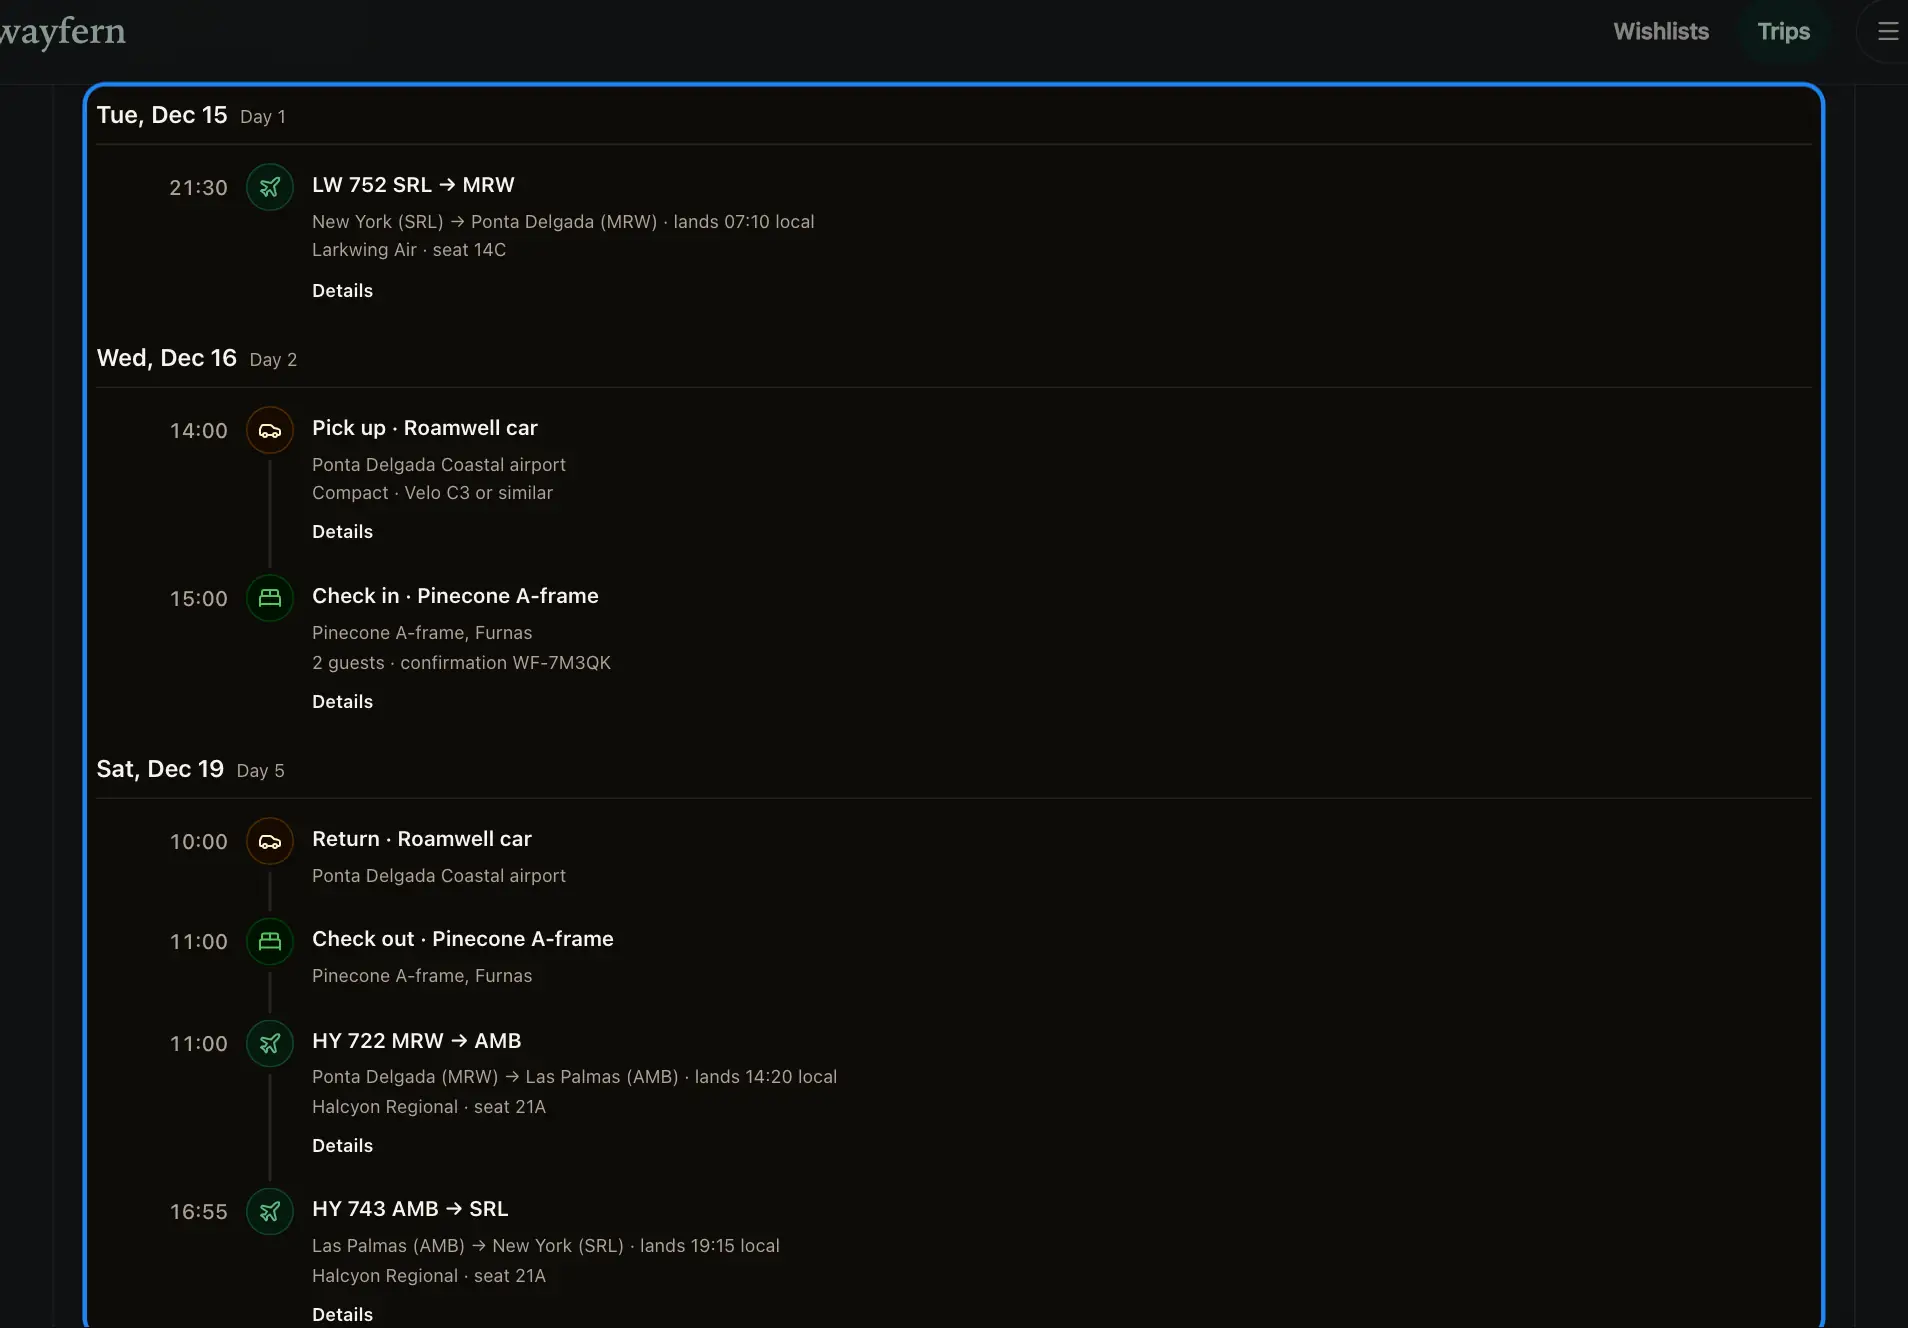 wayfern
Wishlists
Trips
Tue, Dec 15 Day 1
21:30
LW 752 SRL → MRW
New York (SRL) → Ponta Delgada (MRW) · lands 07:10 local
Larkwing Air · seat 14C
Details
Wed, Dec 16 Day 2
14:00
Pick up · Roamwell car
Ponta Delgada Coastal airport
Compact · Velo C3 or similar
Details
15:00
Check in · Pinecone A-frame
Pinecone A-frame, Furnas
2 guests · confirmation WF-7M3QK
Details
Sat, Dec 19 Day 5
10:00
Return · Roamwell car
Ponta Delgada Coastal airport
11:00
Check out · Pinecone A-frame
Pinecone A-frame, Furnas
11:00
HY 722 MRW → AMB
Ponta Delgada (MRW) → Las Palmas (AMB) · lands 14:20 local
Halcyon Regional · seat 21A
Details
16:55
HY 743 AMB → SRL
Las Palmas (AMB) → New York (SRL) · lands 19:15 local
Halcyon Regional · seat 21A
Details